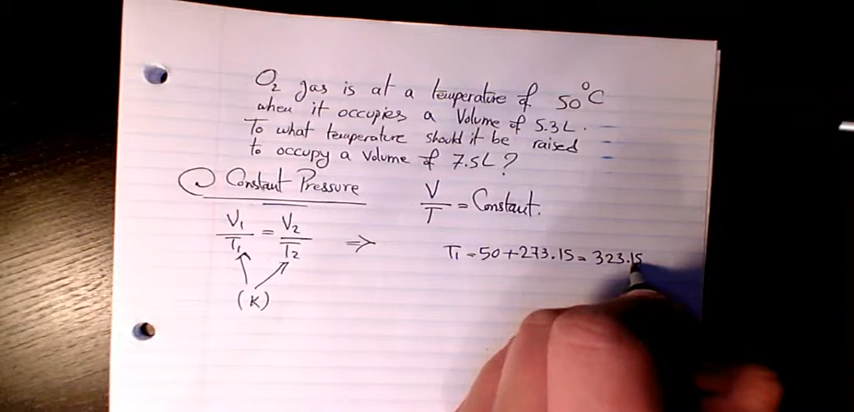 O₂ gas is at a temperature of 50°C
when it occupies a Volume of 5.3L.
To what temperature should it be raised
to occupy a volume of 7.5L?
@ Constant Pressure
V/T = Constant.
V₁/T₁ = V₂/T₂ ⇒
T₁ = 50 + 273.15 = 323.15
(K)